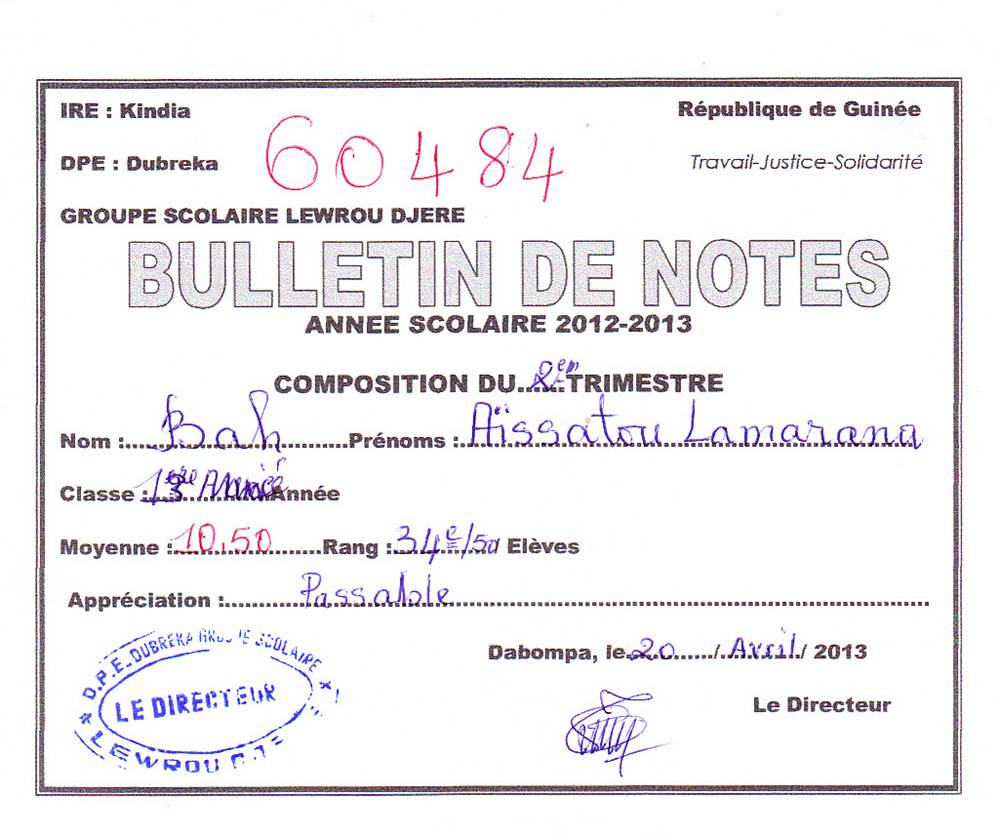 IRE : Kindia République de Guinée
DPE : Dubreka 60484 Travail-Justice-Solidarité
GROUPE SCOLAIRE LEWROU DJERE
BULLETIN DE NOTES
ANNEE SCOLAIRE 2012-2013
COMPOSITION DU...2em TRIMESTRE
Nom :...Bah...Prénoms :...Aïssatou Lamarana
Classe :...Année
Moyenne :...10,50...Rang :...34e/50 Elèves
Appréciation :...Passable...
Dabompa, le...20.../...Avril.../ 2013
Le Directeur
D.P.E. DUBREKA GROUPE SCOLAIRE
LE DIRECTEUR
LEWROU